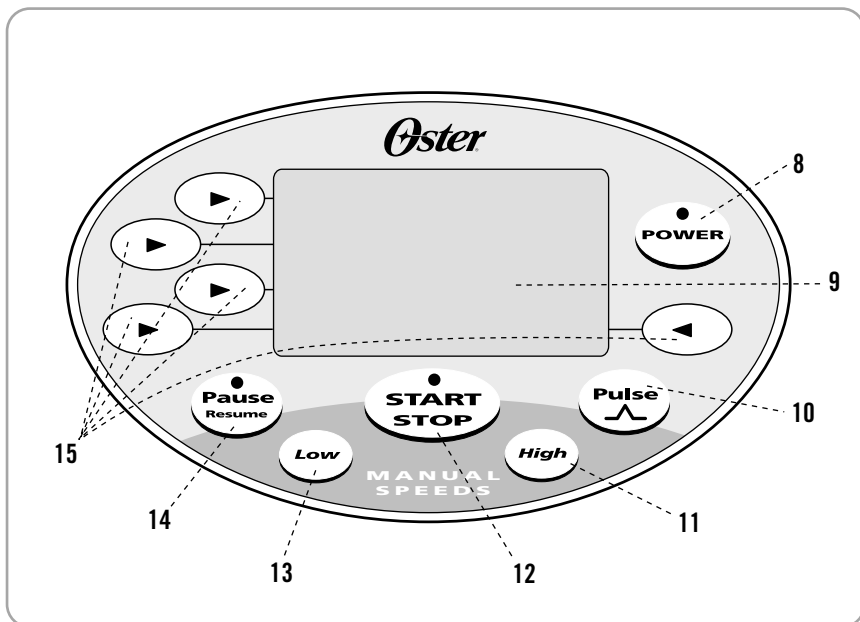 Oster
8
POWER
9
Pause
Resume
START
STOP
Pulse
10
15
Low
High
MANUAL
SPEEDS
14
11
13
12